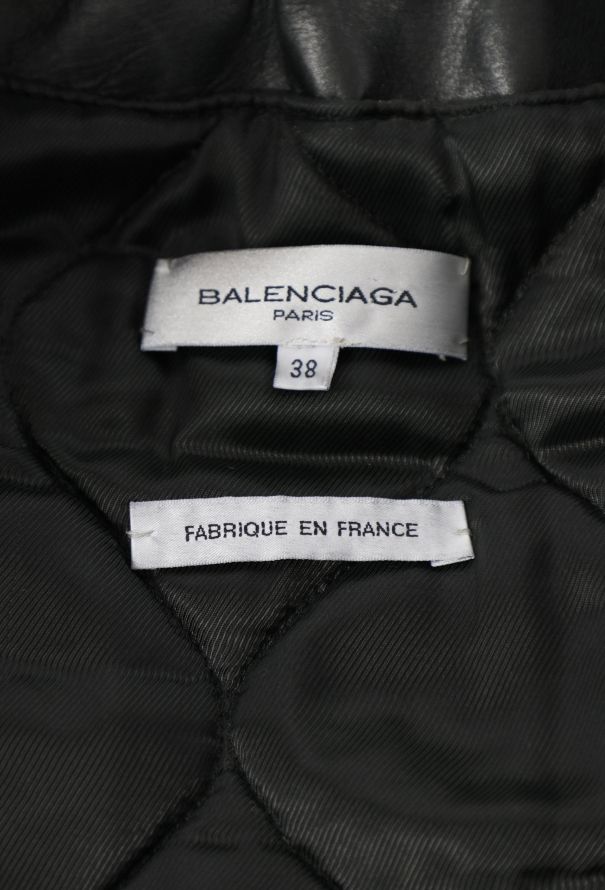 BALENCIAGA
PARIS
38
FABRIQUE EN FRANCE